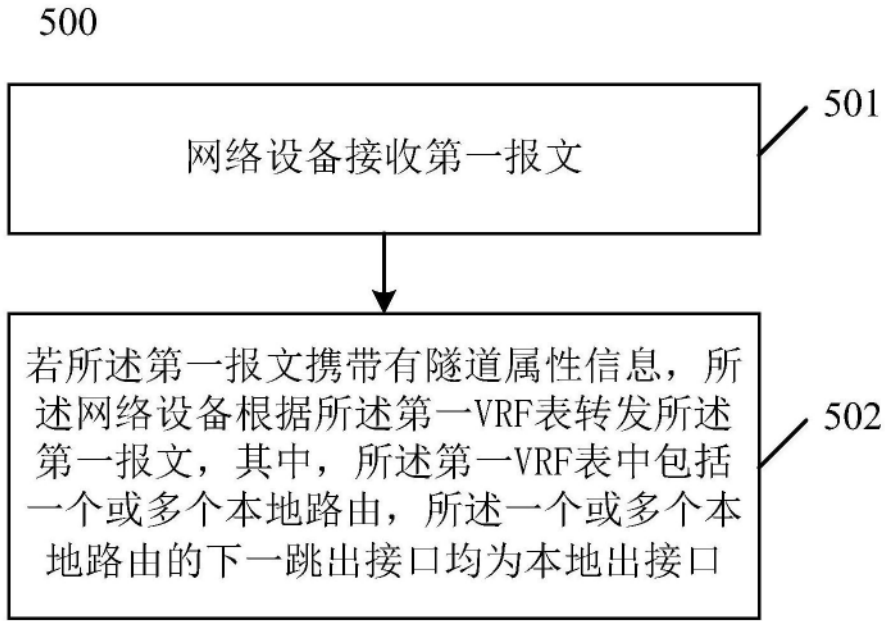 500
501
网络设备接收第一报文
若所述第一报文携带有隧道属性信息，所
述网络设备根据所述第一VRF表转发所述
第一报文，其中，所述第一VRF表中包括
一个或多个本地路由，所述一个或多个本
地路由的下一跳出接口均为本地出接口
502